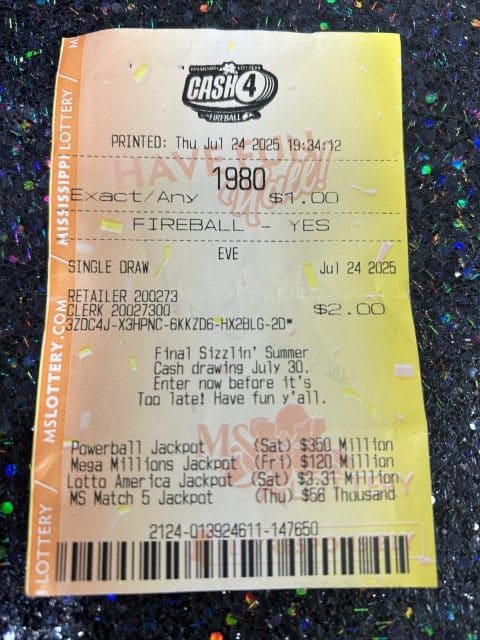 MISSISSIPPI LOTTERY
CASH 4
FIREBALL
PRINTED: Thu Jul 24 2025 19:34:12
HAVE FUN
Y'all!
1980
Exact/Any $1.00
FIREBALL - YES
EVE
SINGLE DRAW Jul 24 2025
RETAILER 200273
CLERK 20027300 $2.00
3ZDC4J-X3HPNC-6KKZD6-HX2BLG-2D*
Final Sizzlin' Summer
Cash drawing July 30.
Enter now before it's
Too late! Have fun y'all.
Powerball Jackpot (Sat) $350 Million
Mega Millions Jackpot (Fri) $120 Million
Lotto America Jackpot (Sat) $3.31 Million
MS Match 5 Jackpot (Thu) $56 Thousand
2124-013924611-147650
MISSISSIPPI LOTTERY
MSLOTTERY.COM
LOTTERY